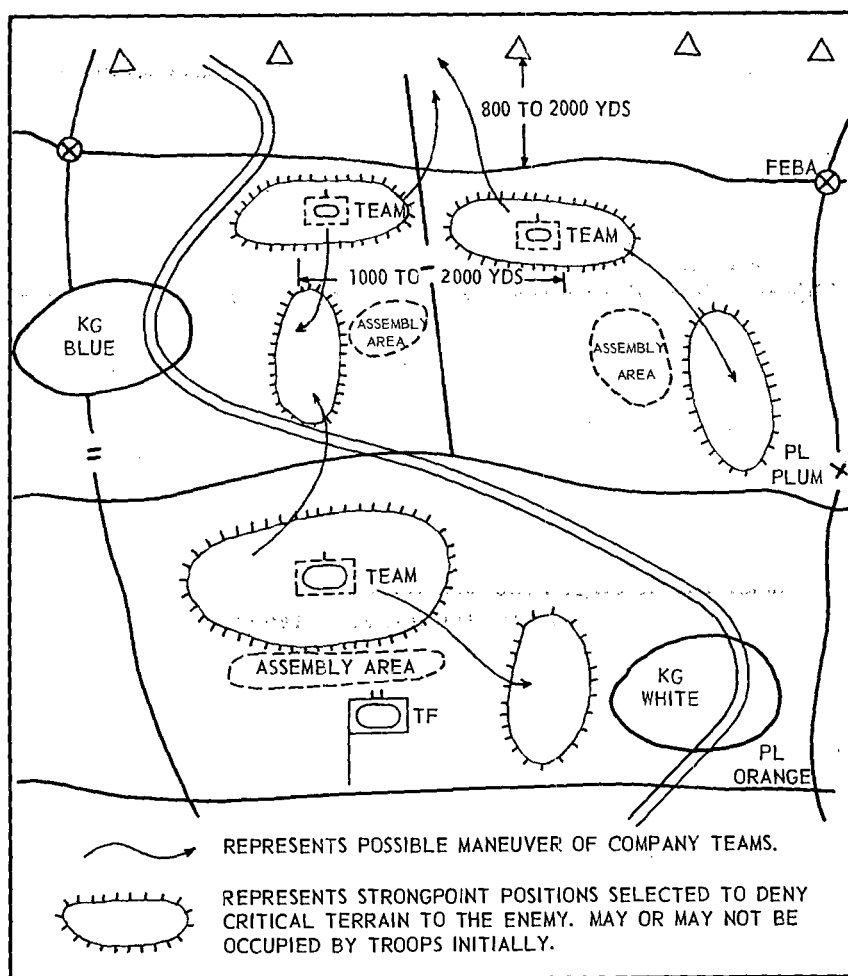 800 TO 2000 YDS
FEBA
TEAM
TEAM
1000 TO 2000 YDS
KG
BLUE
ASSEMBLY
AREA
ASSEMBLY
AREA
PL
PLUM
TEAM
ASSEMBLY AREA
TF
KG
WHITE
PL
ORANGE
REPRESENTS POSSIBLE MANEUVER OF COMPANY TEAMS.
REPRESENTS STRONGPOINT POSITIONS SELECTED TO DENY
CRITICAL TERRAIN TO THE ENEMY. MAY OR MAY NOT BE
OCCUPIED BY TROOPS INITIALLY.